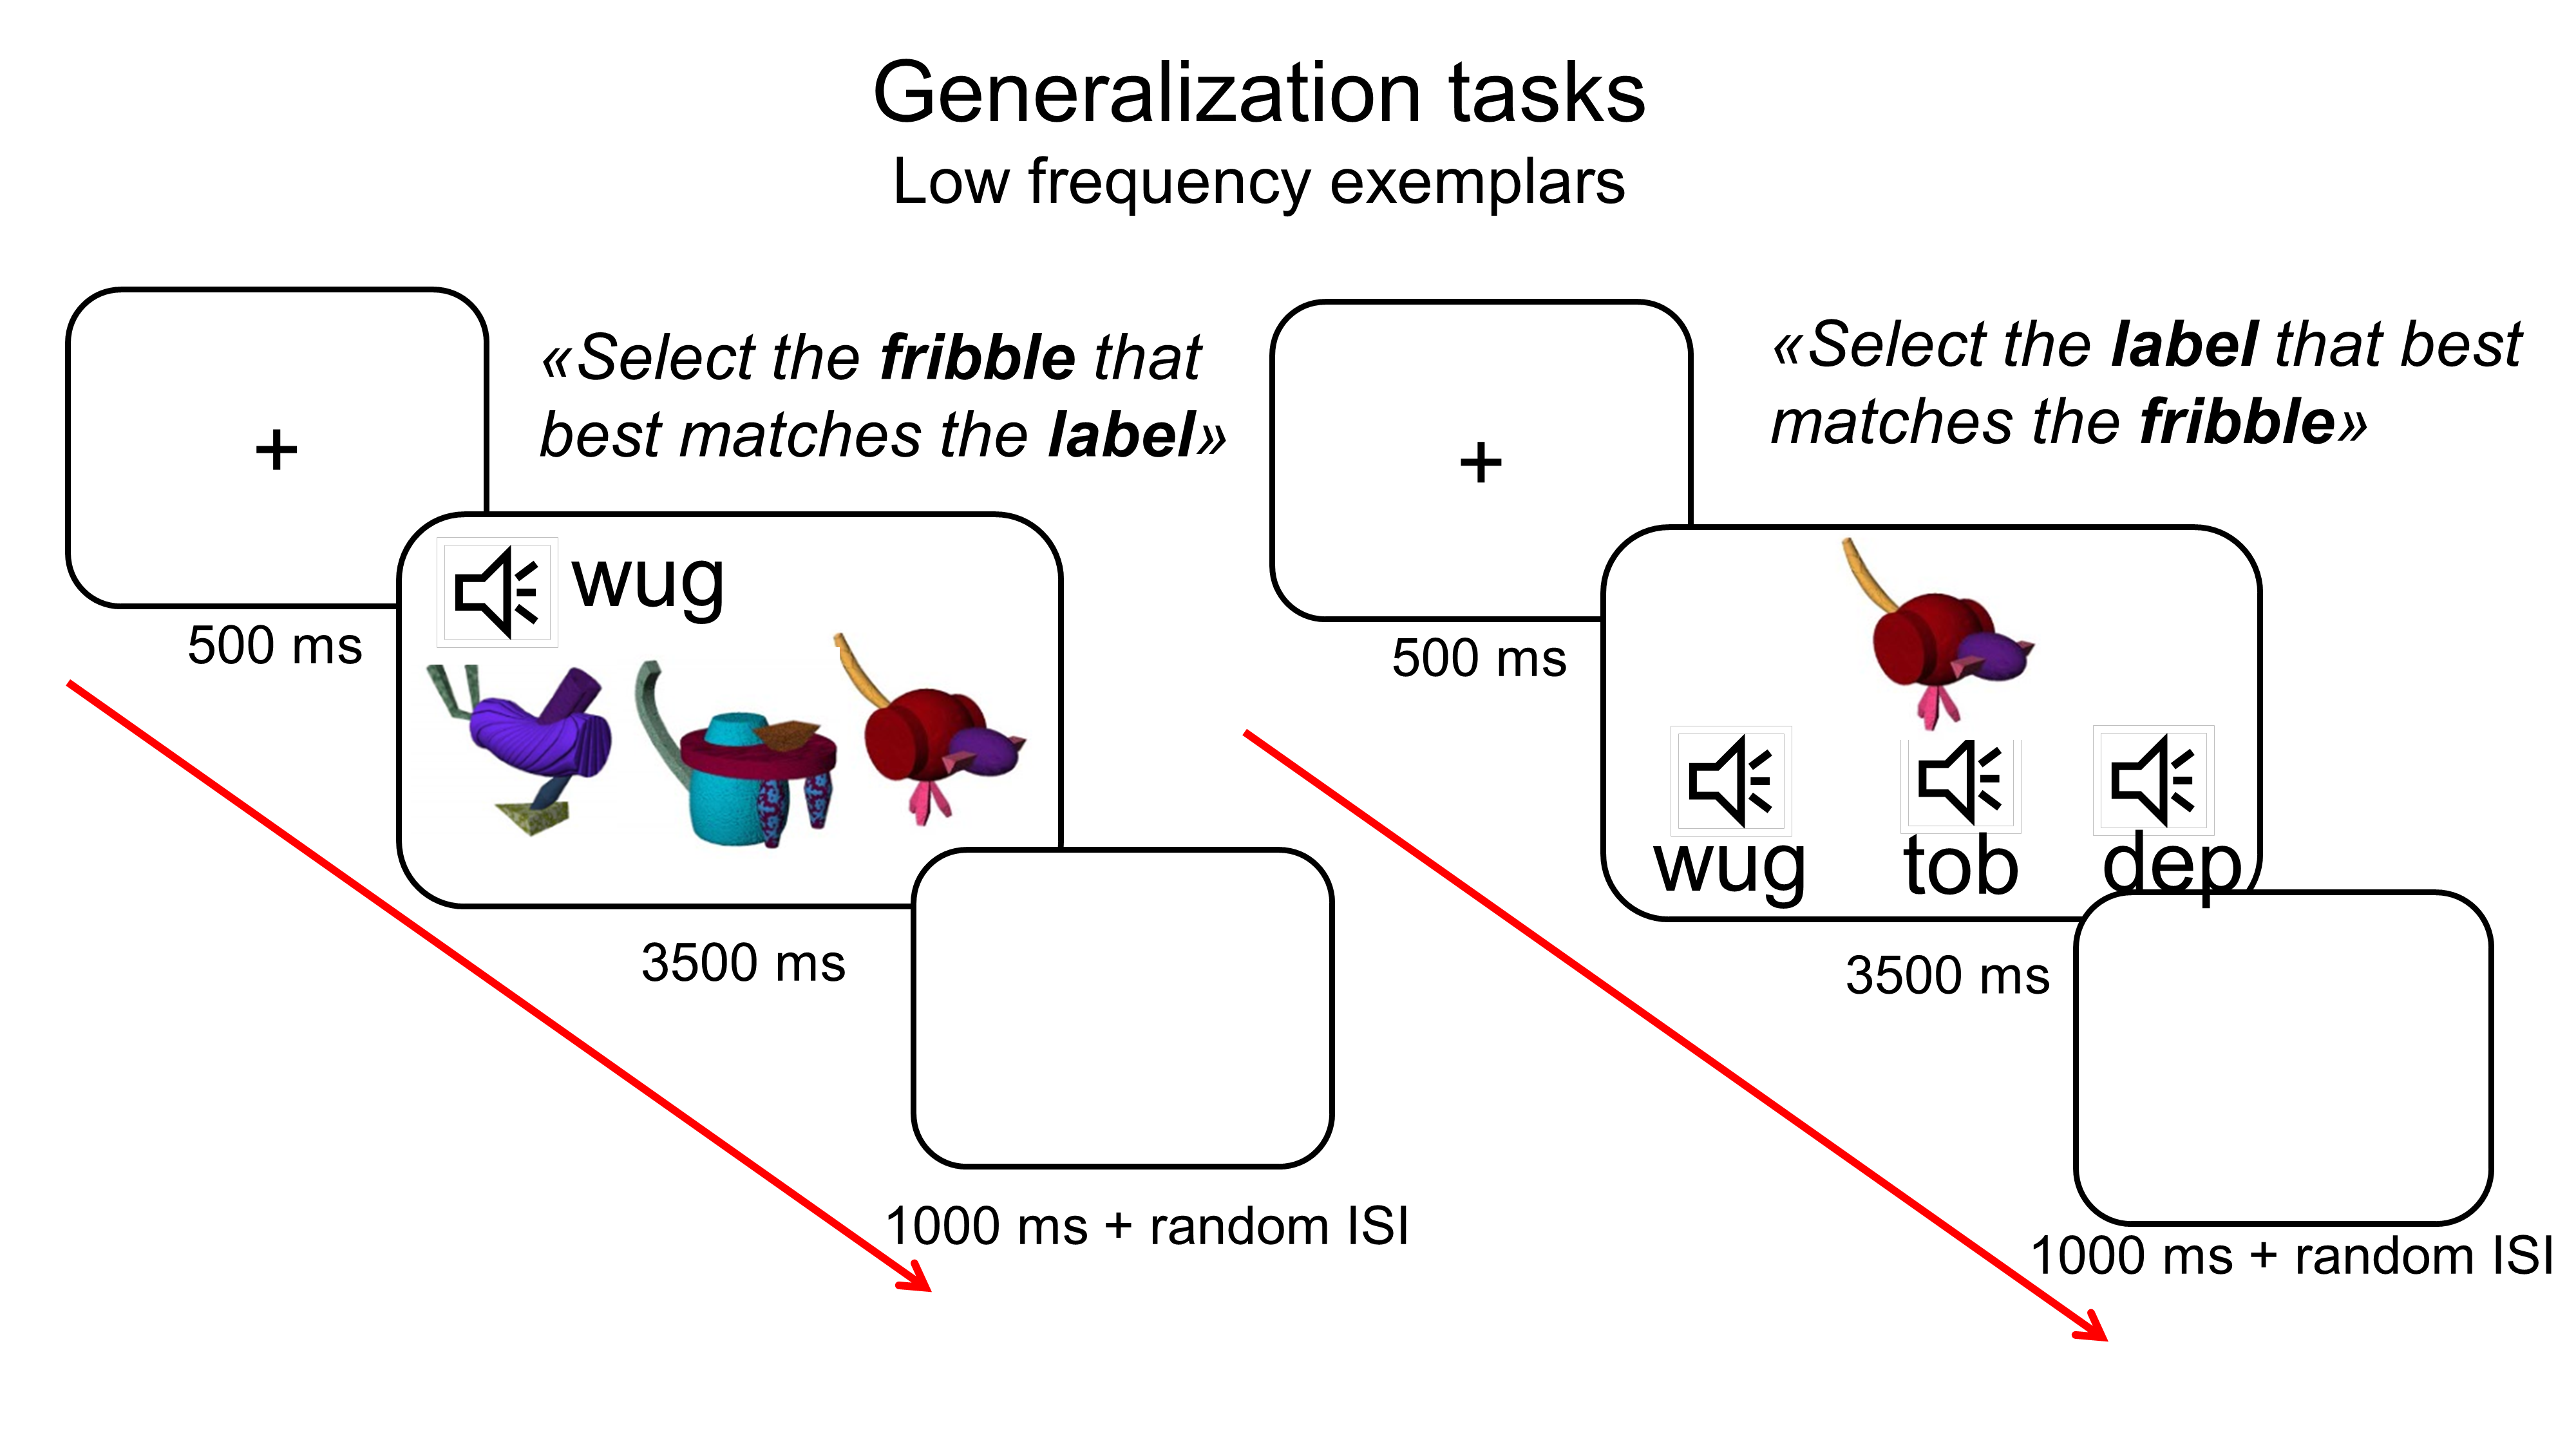 Generalization tasks
Low frequency exemplars
+
«Select the fribble that
best matches the label»
500 ms
wug
3500 ms
1000 ms + random ISI
+
«Select the label that best
matches the fribble»
500 ms
wug tob dep
3500 ms
1000 ms + random ISI